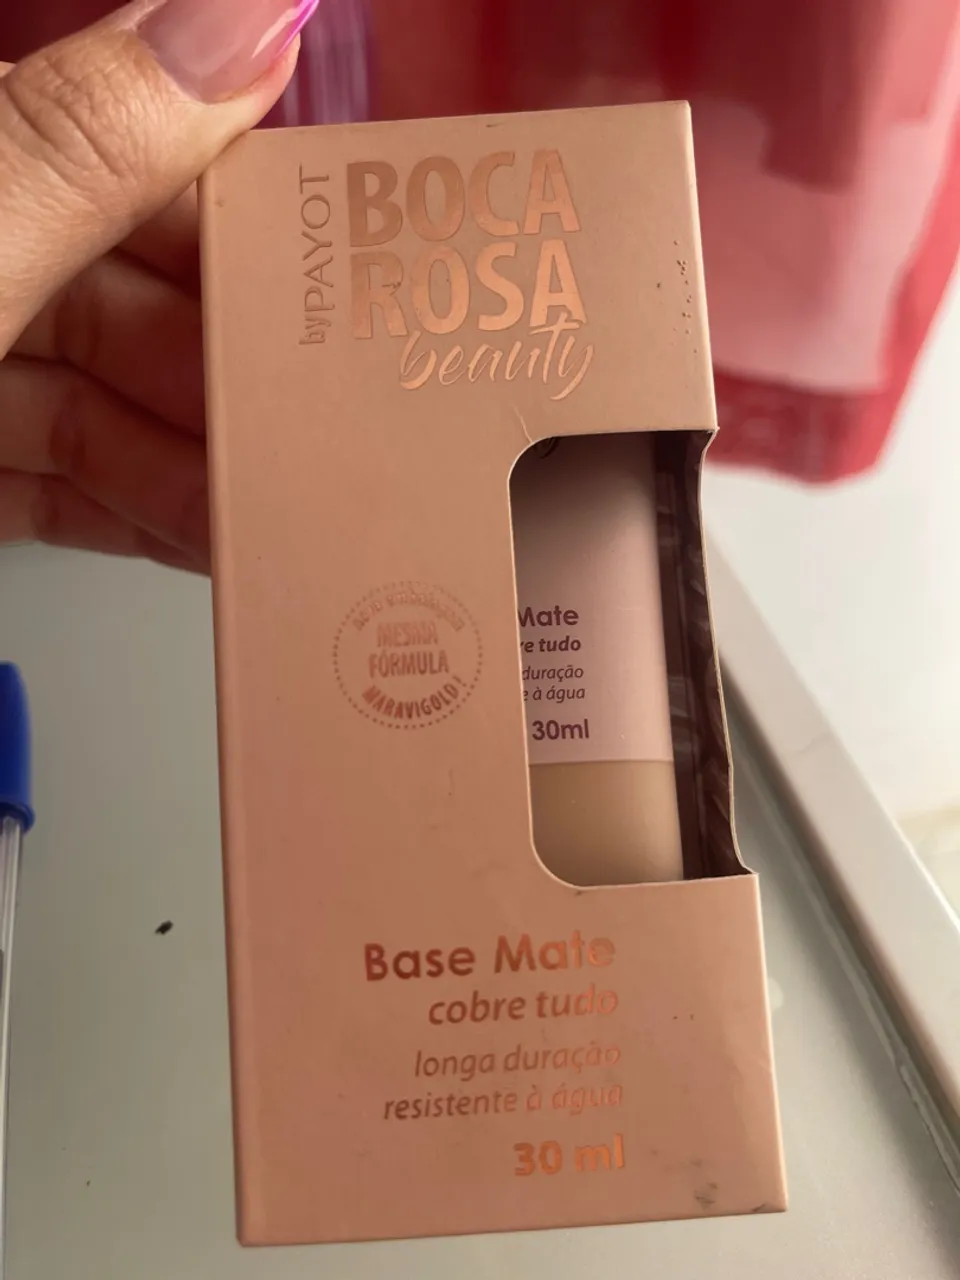 by PAYOT
BOCA
ROSA
beauty
MESMA
FÓRMULA
MARAVIGOLD!
Mate
re tudo
duração
e à água
30ml
Base Mate
cobre tudo
longa duração
resistente à água
30 ml